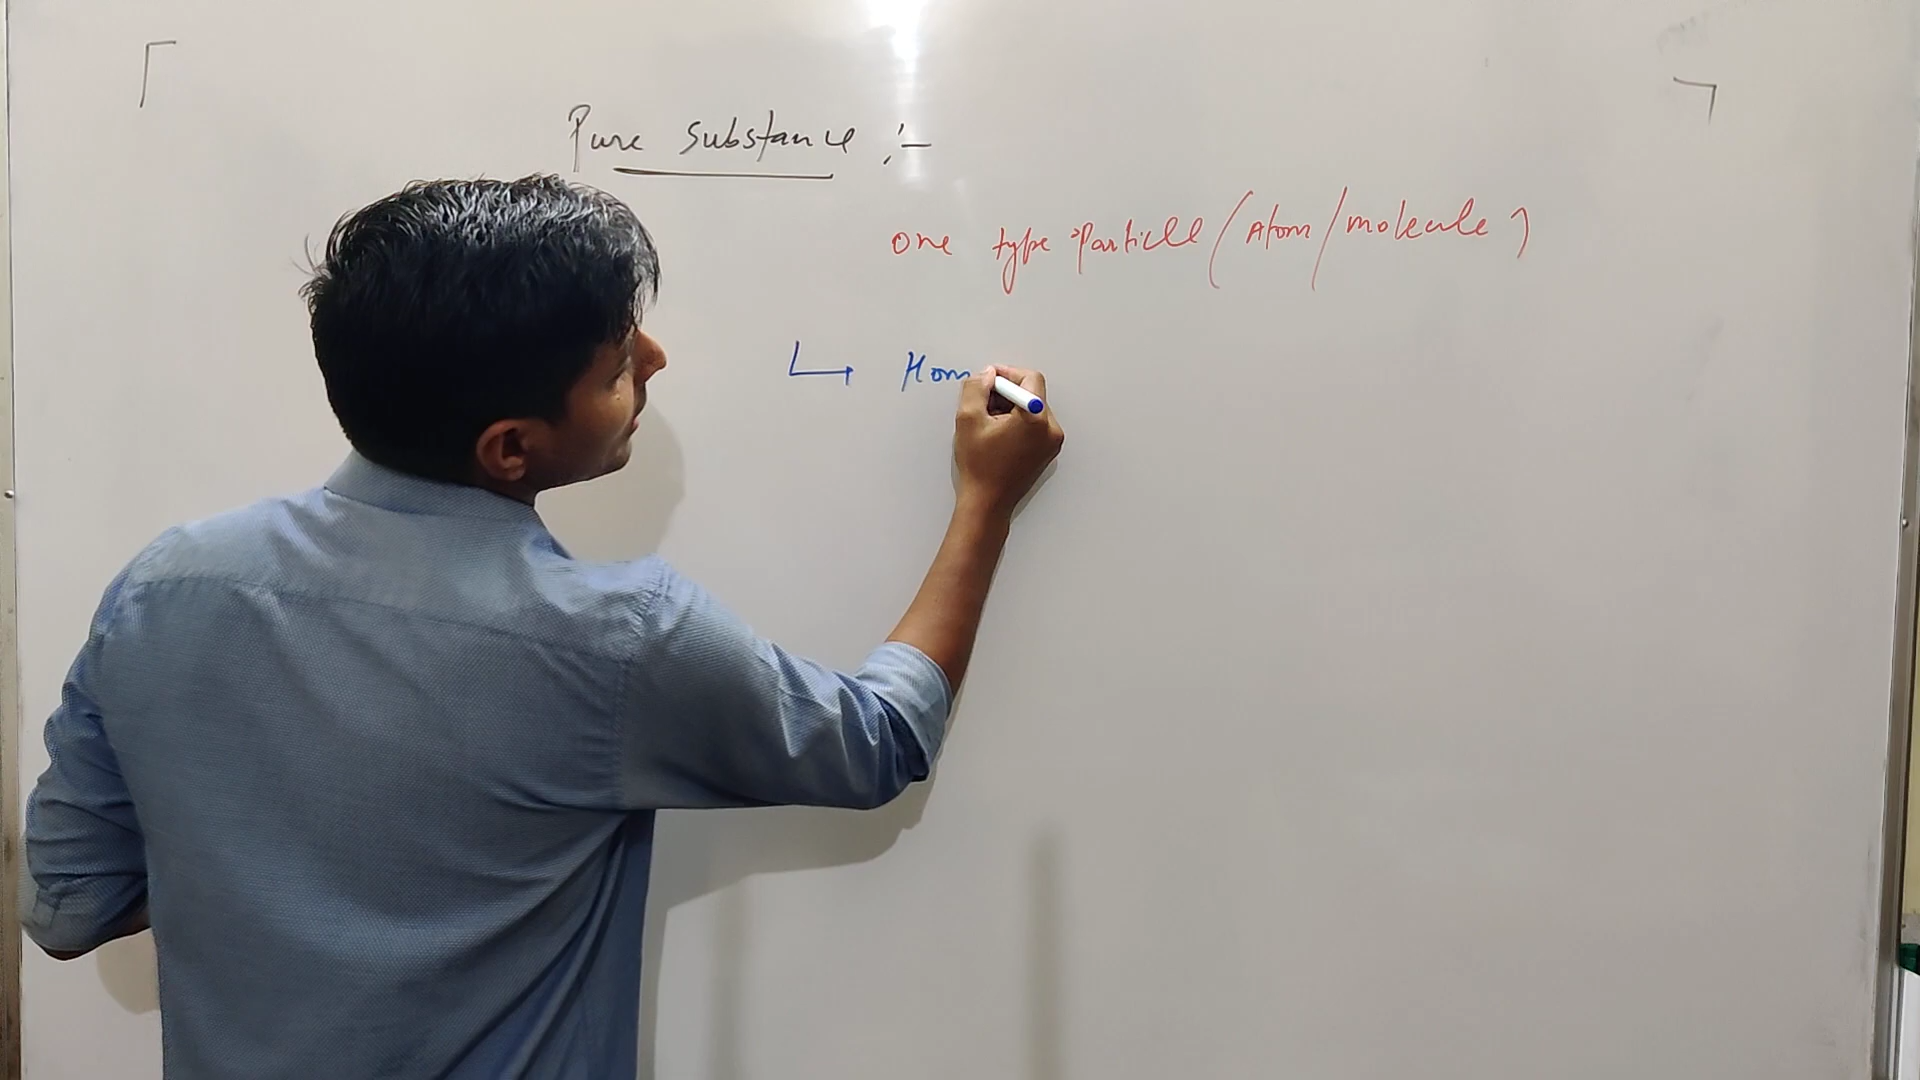 Pure Substance :-
one type Particle (Atom/molecule)
↳ Hom